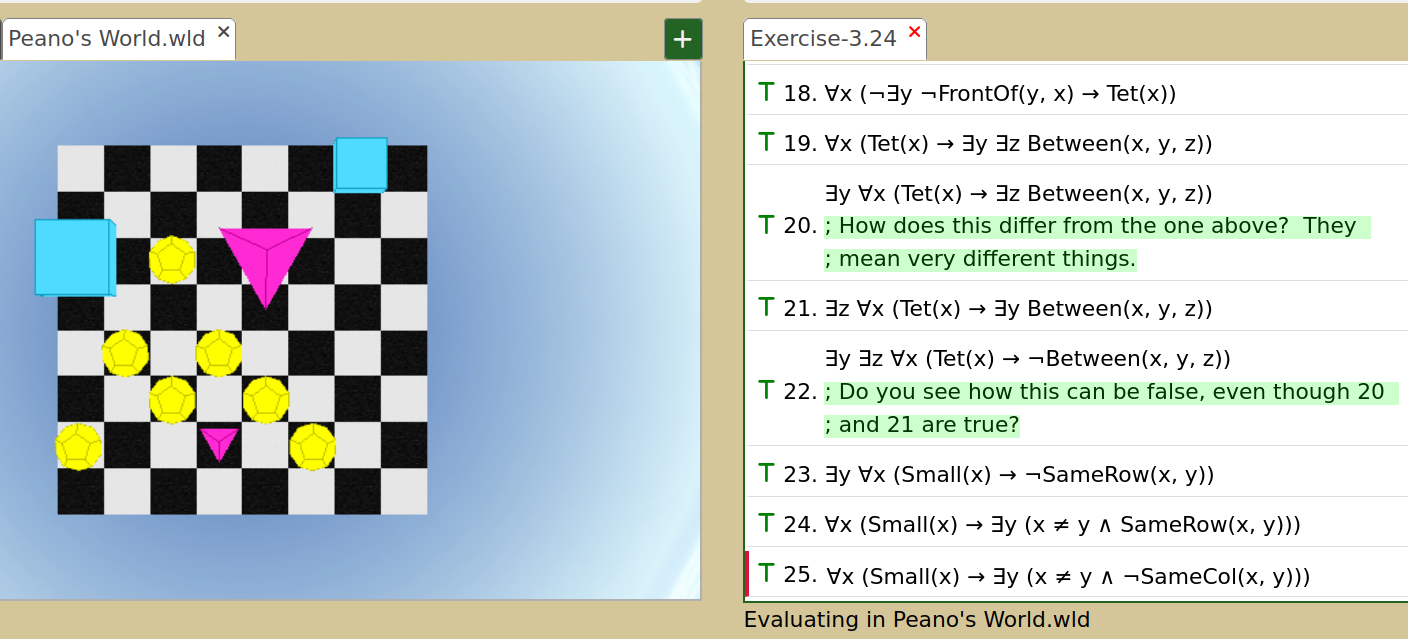 Peano's World.wld ×
+
Exercise-3.24 ×
T 18. ∀x (¬∃y ¬FrontOf(y, x) → Tet(x))
T 19. ∀x (Tet(x) → ∃y ∃z Between(x, y, z))
∃y ∀x (Tet(x) → ∃z Between(x, y, z))
T 20. ; How does this differ from the one above?  They
; mean very different things.
T 21. ∃z ∀x (Tet(x) → ∃y Between(x, y, z))
∃y ∃z ∀x (Tet(x) → ¬Between(x, y, z))
T 22. ; Do you see how this can be false, even though 20
; and 21 are true?
T 23. ∃y ∀x (Small(x) → ¬SameRow(x, y))
T 24. ∀x (Small(x) → ∃y (x ≠ y ∧ SameRow(x, y)))
T 25. ∀x (Small(x) → ∃y (x ≠ y ∧ ¬SameCol(x, y)))
Evaluating in Peano's World.wld